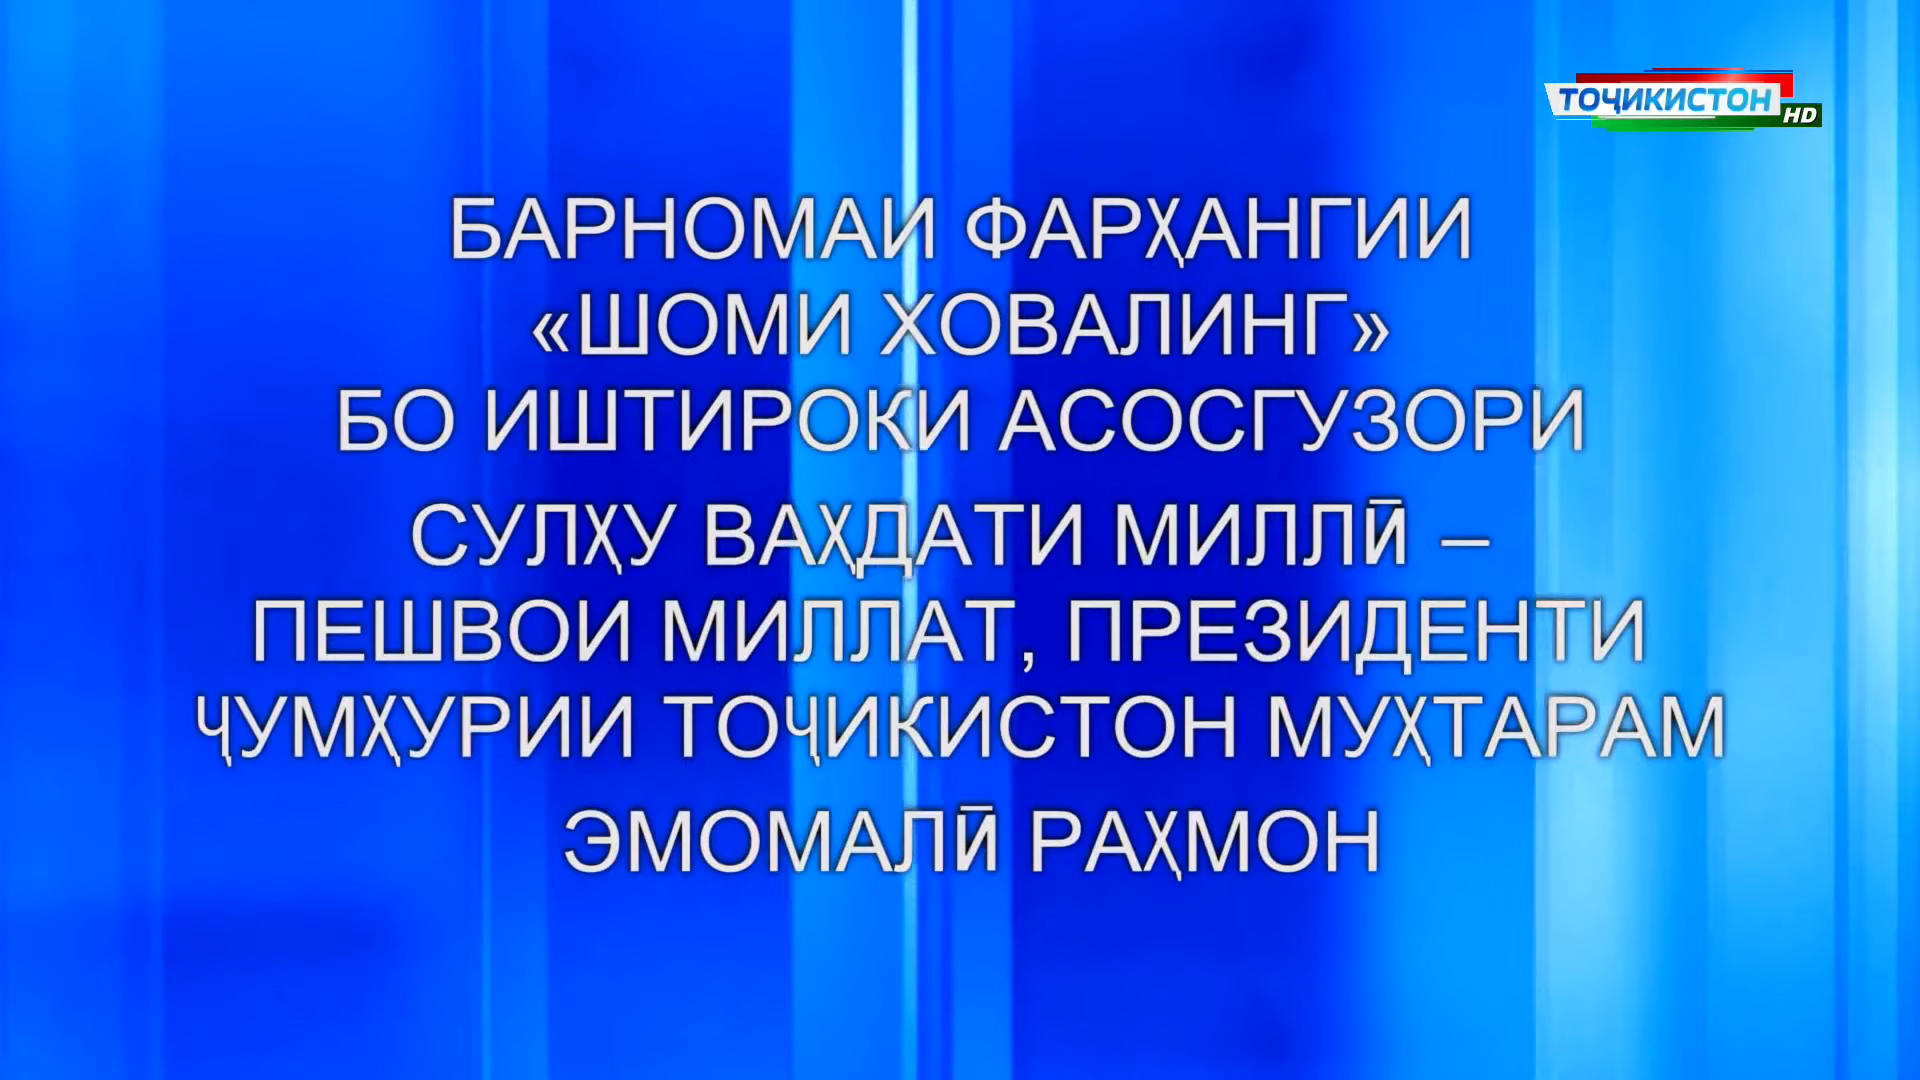 ТОҶИКИСТОН HD
БАРНОМАИ ФАРҲАНГИИ
«ШОМИ ХОВАЛИНГ»
БО ИШТИРОКИ АСОСГУЗОРИ
СУЛҲУ ВАҲДАТИ МИЛЛӢ –
ПЕШВОИ МИЛЛАТ, ПРЕЗИДЕНТИ
ҶУМҲУРИИ ТОҶИКИСТОН МУҲТАРАМ
ЭМОМАЛӢ РАҲМОН